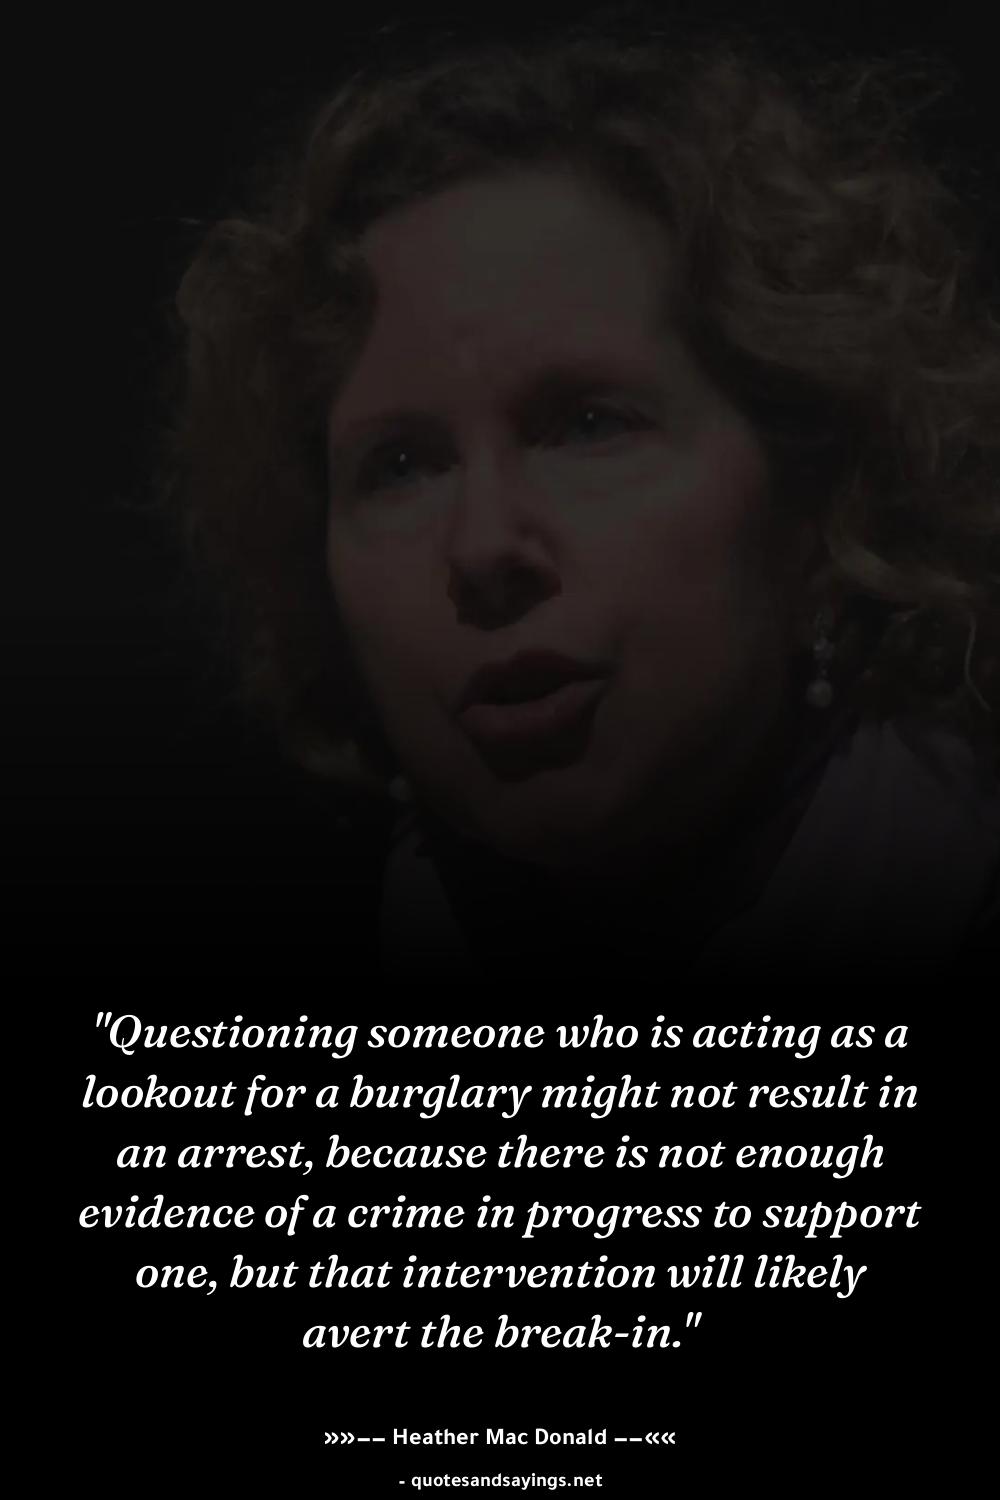 "Questioning someone who is acting as a
lookout for a burglary might not result in
an arrest, because there is not enough
evidence of a crime in progress to support
one, but that intervention will likely
avert the break-in."
»»−− Heather Mac Donald −−««
- quotesandsayings.net